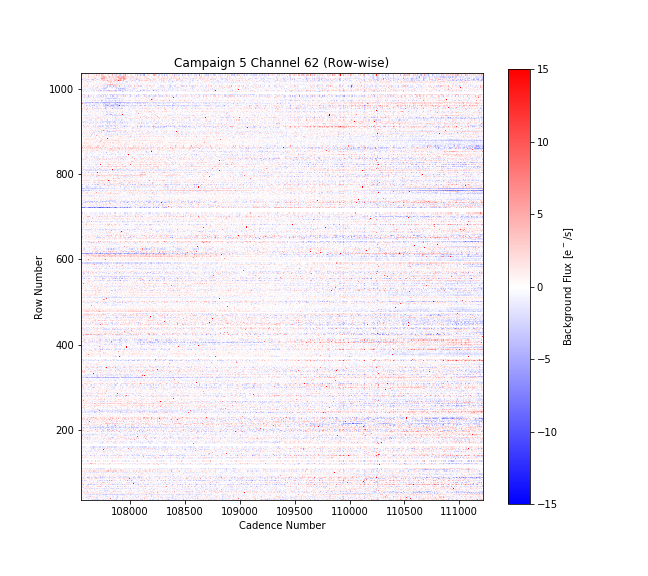 Campaign 5 Channel 62 (Row-wise)
1000
800
600
400
200
Row Number
108000 108500 109000 109500 110000 110500 111000
Cadence Number
15
10
5
0
−5
−10
−15
Background Flux [e⁻/s]